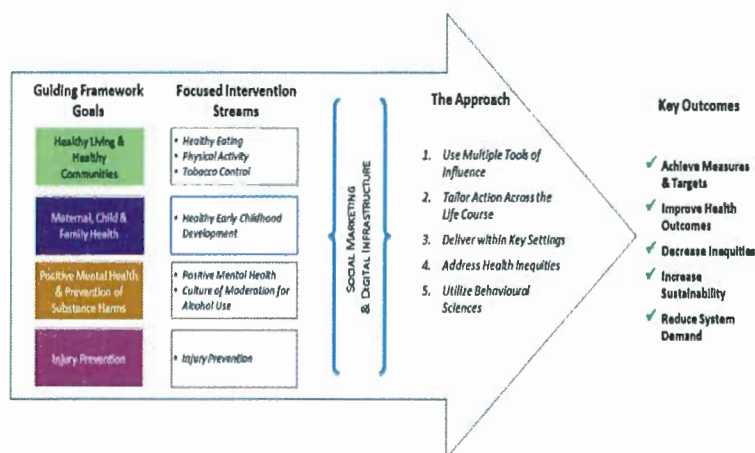 Guiding Framework
Goals
Healthy Living &
Healthy
Communities
Maternal, Child &
Family Health
Positive Mental Health
& Prevention of
Substance Harms
Injury Prevention
Focused Intervention
Streams
• Healthy Eating
• Physical Activity
• Tobacco Control
• Healthy Early Childhood
Development
• Positive Mental Health
• Culture of Moderation for
Alcohol Use
• Injury Prevention
SOCIAL MARKETING
& DIGITAL INFRASTRUCTURE
The Approach
1. Use Multiple Tools of
Influence
2. Tailor Action Across the
Life Course
3. Deliver within Key Settings
4. Address Health Inequities
5. Utilize Behavioural
Sciences
Key Outcomes
✓ Achieve Measures
& Targets
✓ Improve Health
Outcomes
✓ Decrease Inequities
✓ Increase
Sustainability
✓ Reduce System
Demand